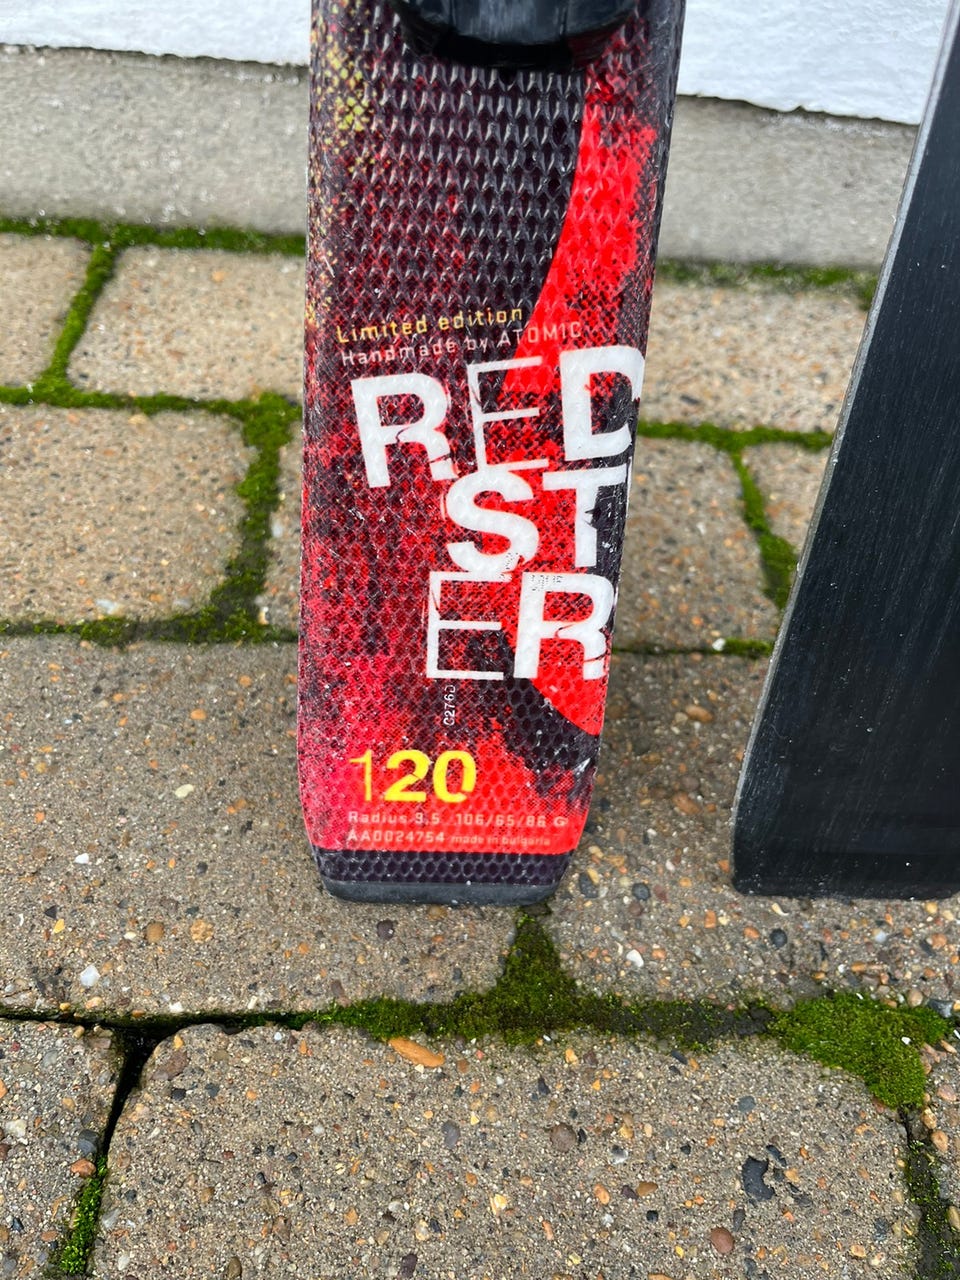 Limited edition
Handmade by ATOMIC
RED
ST
ER
C276D
120
Radius 9.5 106/65/86 G
AA0024754 made in bulgaria